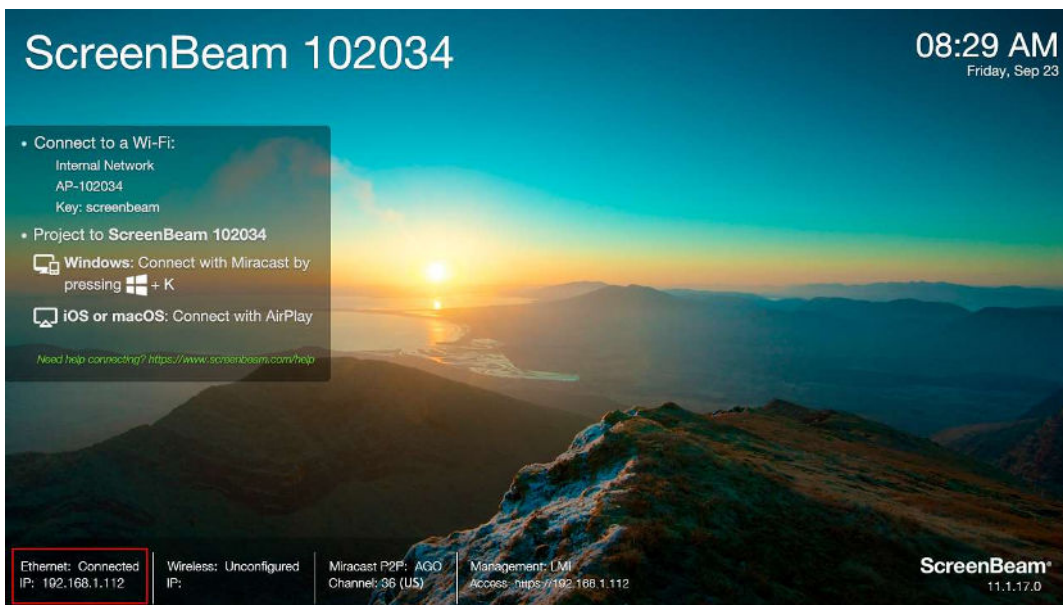 ScreenBeam 102034
08:29 AM
Friday, Sep 23
• Connect to a Wi-Fi:
Internal Network
AP-102034
Key: screenbeam
• Project to ScreenBeam 102034
Windows: Connect with Miracast by
pressing + K
iOS or macOS: Connect with AirPlay
Need help connecting? https://www.screenbeam.com/help
Ethernet: Connected
IP: 192.168.1.112
Wireless: Unconfigured
IP:
Miracast P2P: AGO
Channel: 36 (US)
Management: LMI
Access: https://192.168.1.112
ScreenBeam®
11.1.17.0